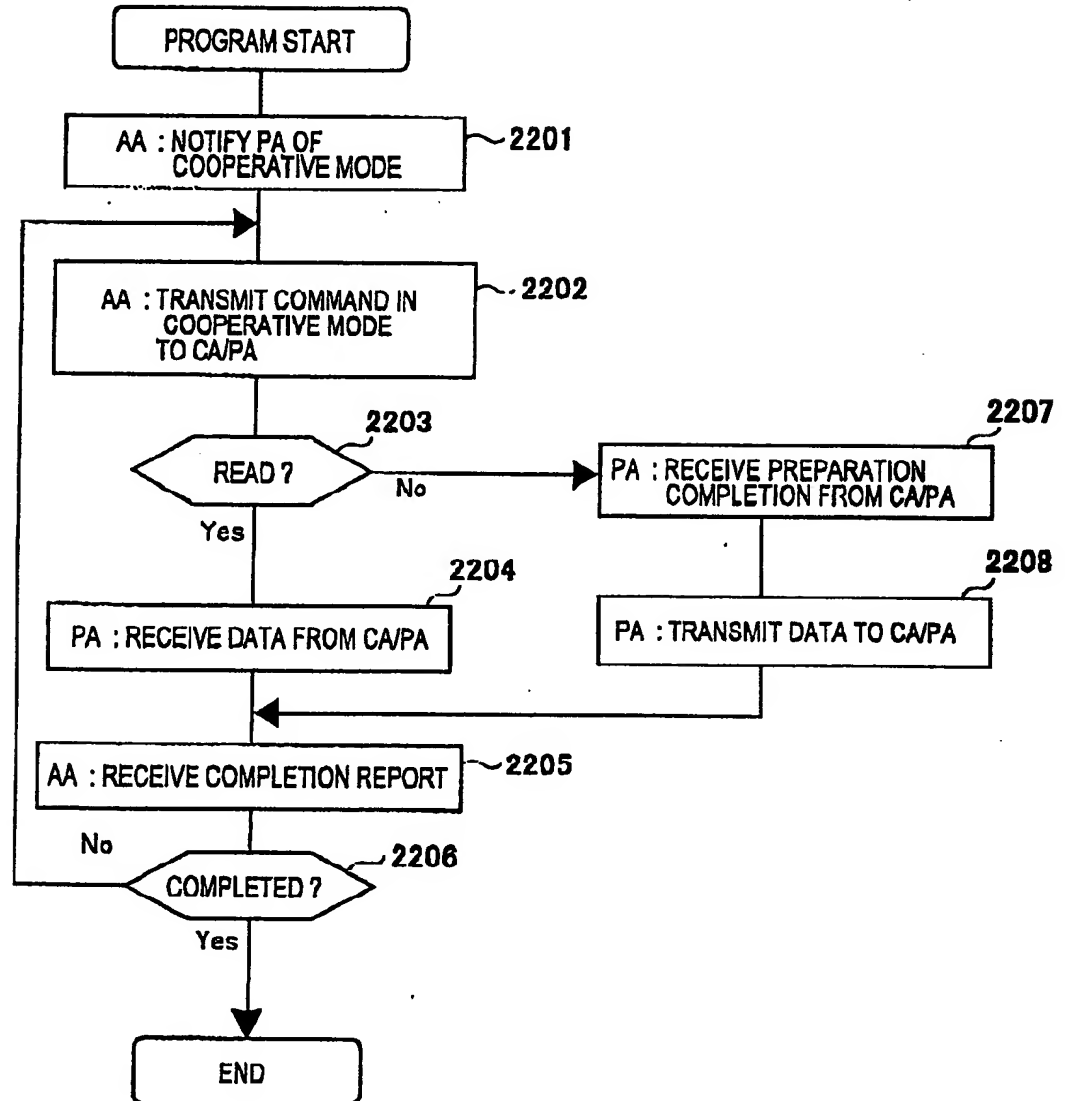 PROGRAM START
AA : NOTIFY PA OF
COOPERATIVE MODE
2201
AA : TRANSMIT COMMAND IN
COOPERATIVE MODE
TO CA/PA
2202
READ ?
2203
No
Yes
PA : RECEIVE PREPARATION
COMPLETION FROM CA/PA
2207
PA : RECEIVE DATA FROM CA/PA
2204
PA : TRANSMIT DATA TO CA/PA
2208
AA : RECEIVE COMPLETION REPORT
2205
No
COMPLETED ?
2206
Yes
END